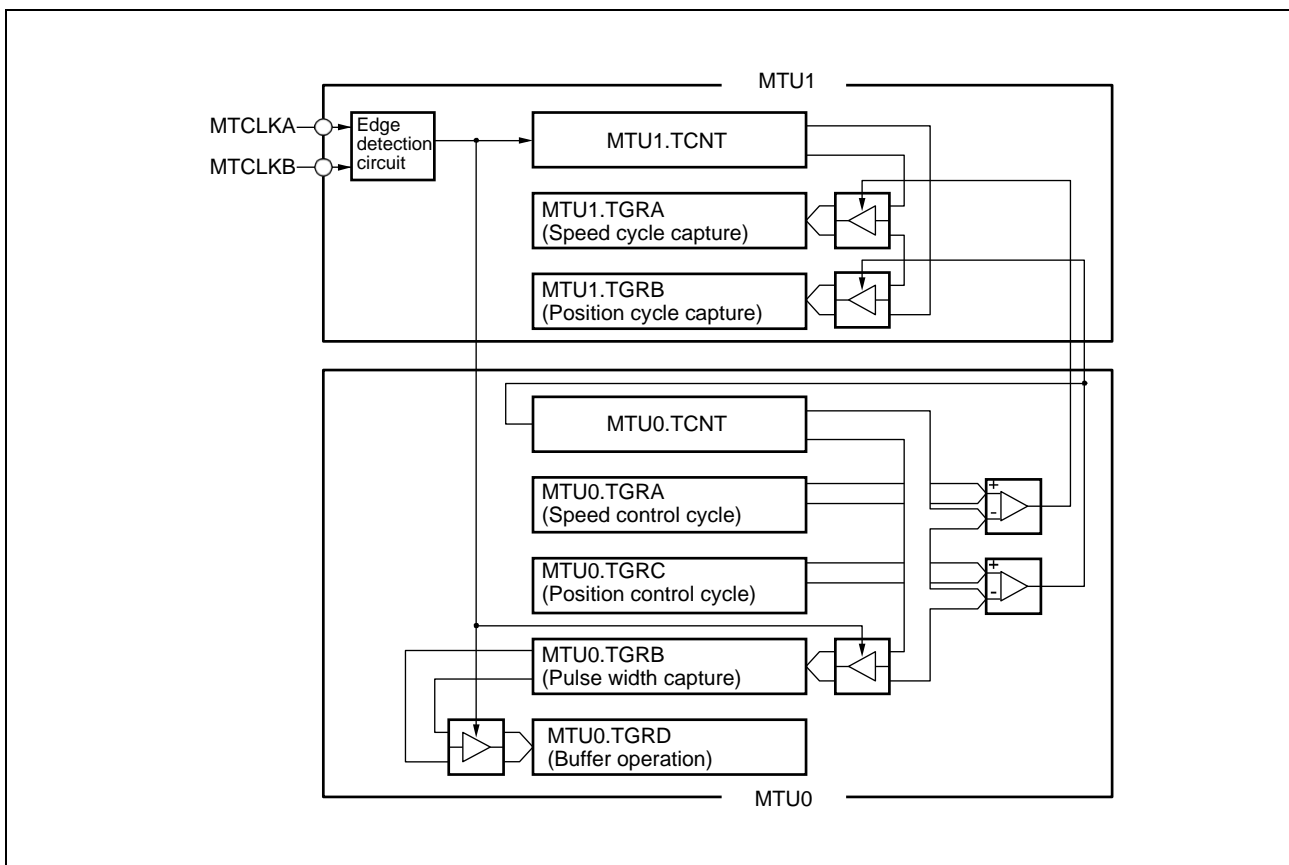 MTU1
MTCLKA
MTCLKB
Edge
detection
circuit
MTU1.TCNT
MTU1.TGRA
(Speed cycle capture)
MTU1.TGRB
(Position cycle capture)
MTU0.TCNT
MTU0.TGRA
(Speed control cycle)
+
-
MTU0.TGRC
(Position control cycle)
+
-
MTU0.TGRB
(Pulse width capture)
MTU0.TGRD
(Buffer operation)
MTU0